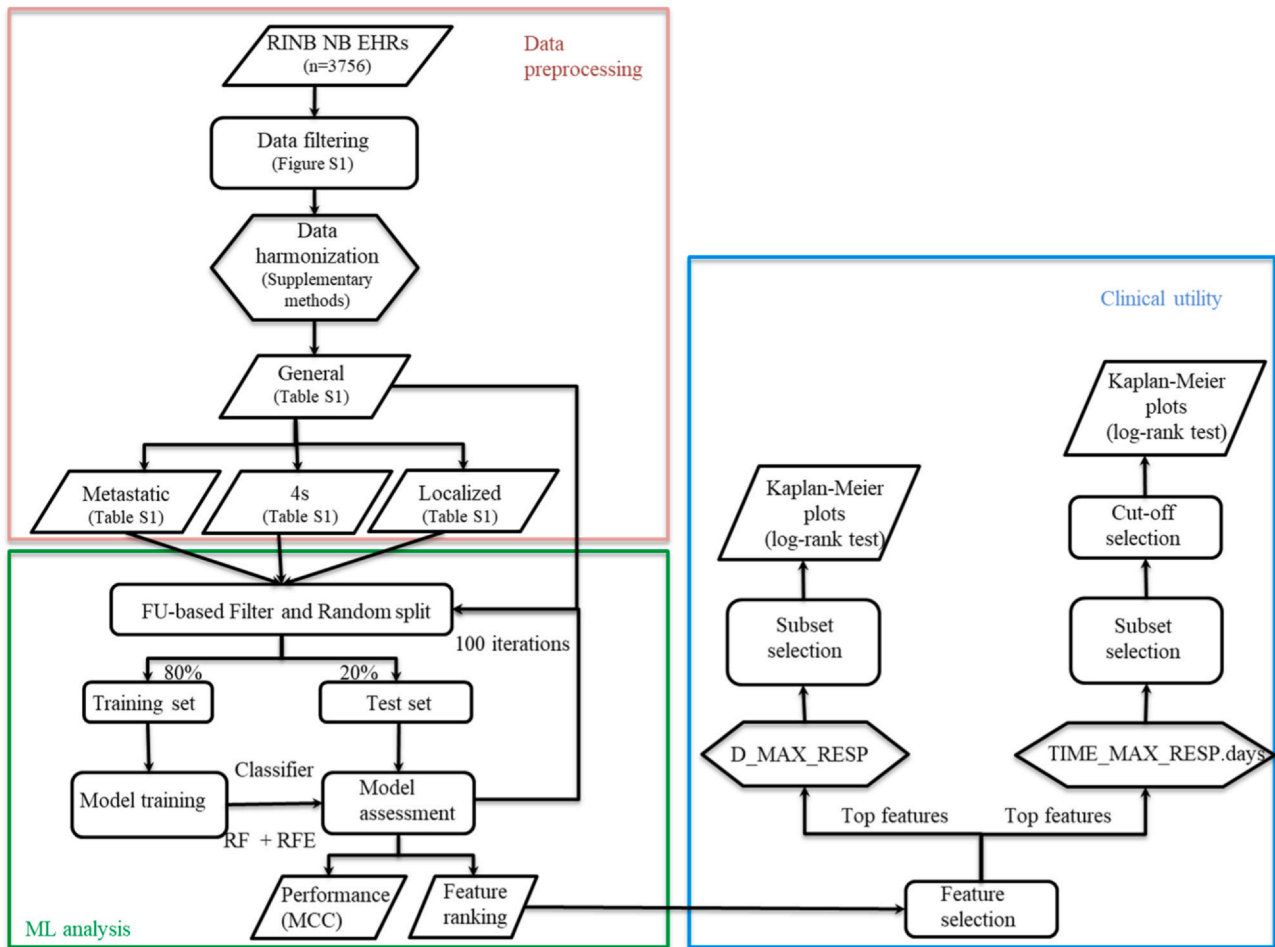 RINB NB EHRs
(n=3756)
Data
preprocessing
Data filtering
(Figure S1)
Data
harmonization
(Supplementary
methods)
General
(Table S1)
Metastatic
(Table S1)
4s
(Table S1)
Localized
(Table S1)
FU-based Filter and Random split
100 iterations
80%
20%
Training set
Test set
Classifier
Model training
Model
assessment
RF + RFE
Performance
(MCC)
Feature
ranking
ML analysis
Clinical utility
Kaplan-Meier
plots
(log-rank test)
Kaplan-Meier
plots
(log-rank test)
Cut-off
selection
Subset
selection
Subset
selection
D_MAX_RESP
TIME_MAX_RESP.days
Top features
Top features
Feature
selection